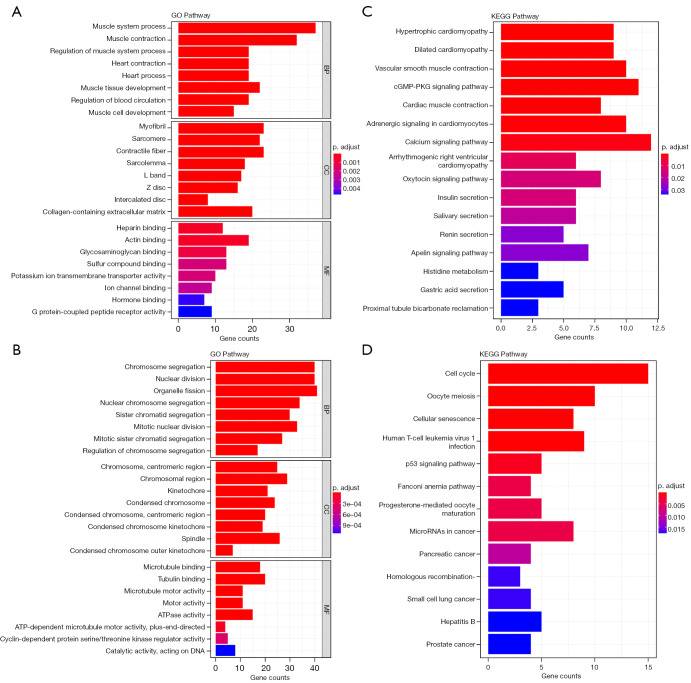 A
GO Pathway
Muscle system process
Muscle contraction
Regulation of muscle system process
Heart contraction
Heart process
Muscle tissue development
Regulation of blood circulation
Muscle cell development
BP
Myofibril
Sarcomere
Contractile fiber
Sarcolemma
L band
Z disc
Intercalated disc
Collagen-containing extracellular matrix
CC
Heparin binding
Actin binding
Glycosaminoglycan binding
Sulfur compound binding
Potassium ion transmembrane transporter activity
Ion channel binding
Hormone binding
G protein-coupled peptide receptor activity
MF
0 10 20 30
Gene counts
p. adjust
0.001
0.002
0.003
0.004
C
KEGG Pathway
Hypertrophic cardiomyopathy
Dilated cardiomyopathy
Vascular smooth muscle contraction
cGMP-PKG signaling pathway
Cardiac muscle contraction
Adrenergic signaling in cardiomyocytes
Calcium signaling pathway
Arrhythmogenic right ventricular
cardiomyopathy
Oxytocin signaling pathway
Insulin secretion
Salivary secretion
Renin secretion
Apelin signaling pathway
Histidine metabolism
Gastric acid secretion
Proximal tubule bicarbonate reclamation
0.0 2.5 5.0 7.5 10.0 12.5
Gene counts
p. adjust
0.01
0.02
0.03
B
GO Pathway
Chromosome segregation
Nuclear division
Organelle fission
Nuclear chromosome segregation
Sister chromatid segregation
Mitotic nuclear division
Mitotic sister chromatid segregation
Regulation of chromosome segregation
BP
Chromosome, centromeric region
Chromosomal region
Kinetochore
Condensed chromosome
Condensed chromosome, centromeric region
Condensed chromosome kinetochore
Spindle
Condensed chromosome outer kinetochore
CC
Microtubule binding
Tubulin binding
Microtubule motor activity
Motor activity
ATPase activity
ATP-dependent microtubule motor activity, plus-end-directed
Cyclin-dependent protein serine/threonine kinase regulator activity
Catalytic activity, acting on DNA
MF
0 10 20 30 40
Gene counts
p. adjust
3e−04
6e−04
9e−04
D
KEGG Pathway
Cell cycle
Oocyte meiosis
Cellular senescence
Human T-cell leukemia virus 1
infection
p53 signaling pathway
Fanconi anemia pathway
Progesterone-mediated oocyte
maturation
MicroRNAs in cancer
Pancreatic cancer
Homologous recombination-
Small cell lung cancer
Hepatitis B
Prostate cancer
0 5 10 15
Gene counts
p. adjust
0.005
0.010
0.015